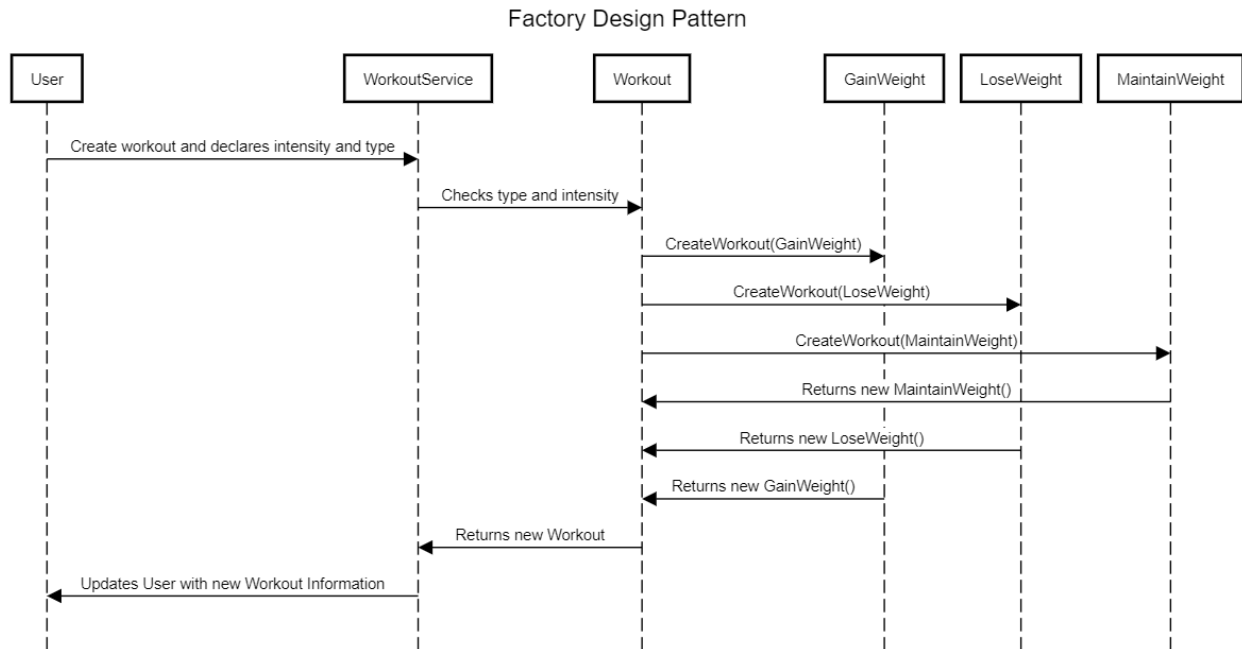 Factory Design Pattern
User
WorkoutService
Workout
GainWeight
LoseWeight
MaintainWeight
Create workout and declares intensity and type
Checks type and intensity
CreateWorkout(GainWeight)
CreateWorkout(LoseWeight)
CreateWorkout(MaintainWeight)
Returns new MaintainWeight()
Returns new LoseWeight()
Returns new GainWeight()
Returns new Workout
Updates User with new Workout Information